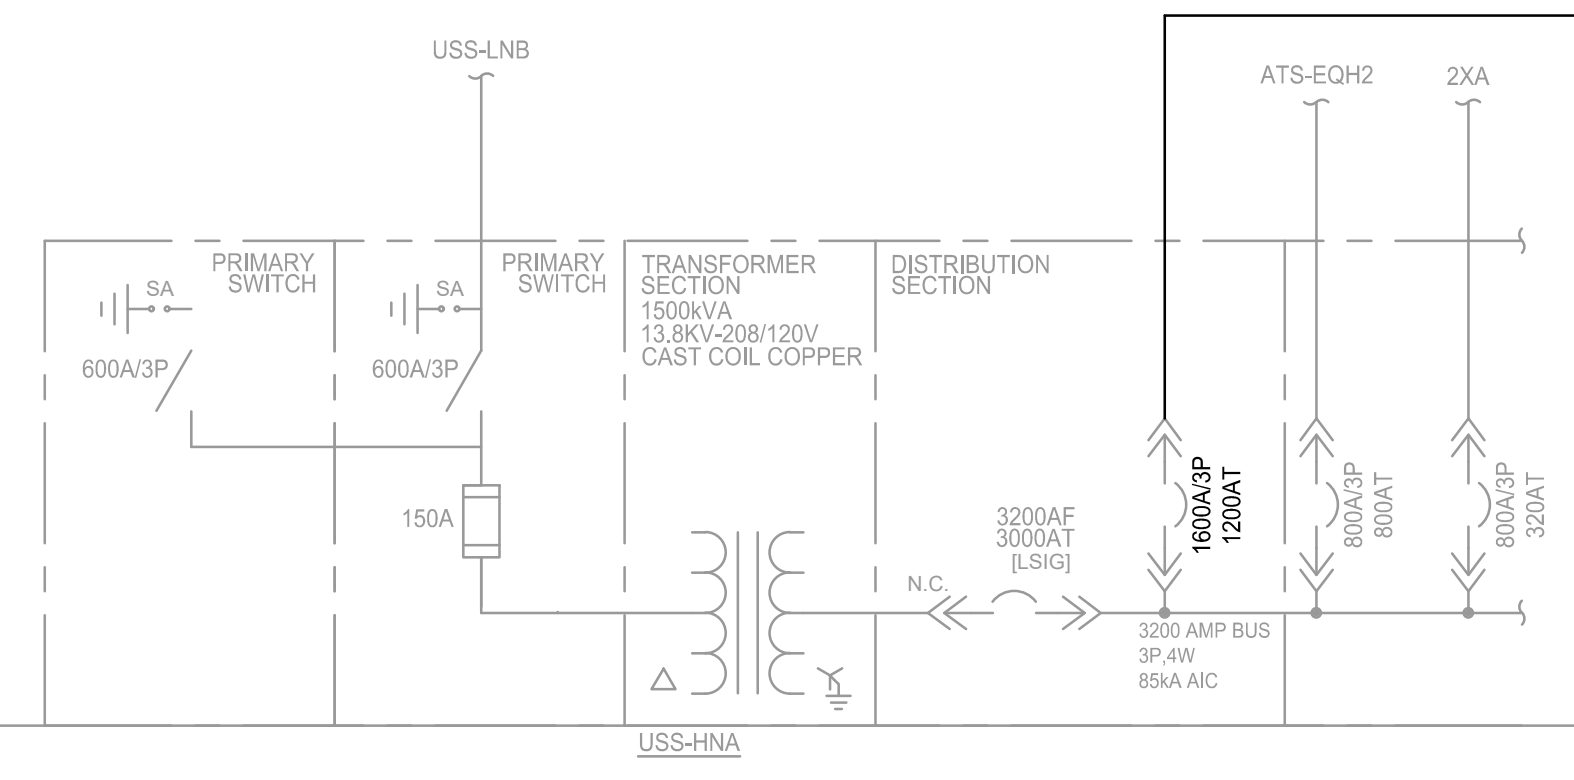 USS-LNB
ATS-EQH2
2XA
PRIMARY
SWITCH
PRIMARY
SWITCH
TRANSFORMER
SECTION
1500kVA
13.8KV-208/120V
CAST COIL COPPER
DISTRIBUTION
SECTION
SA
SA
600A/3P
600A/3P
150A
N.C.
3200AF
3000AT
[LSIG]
1600A/3P
1200AT
800A/3P
800AT
800A/3P
320AT
3200 AMP BUS
3P,4W
85kA AIC
USS-HNA